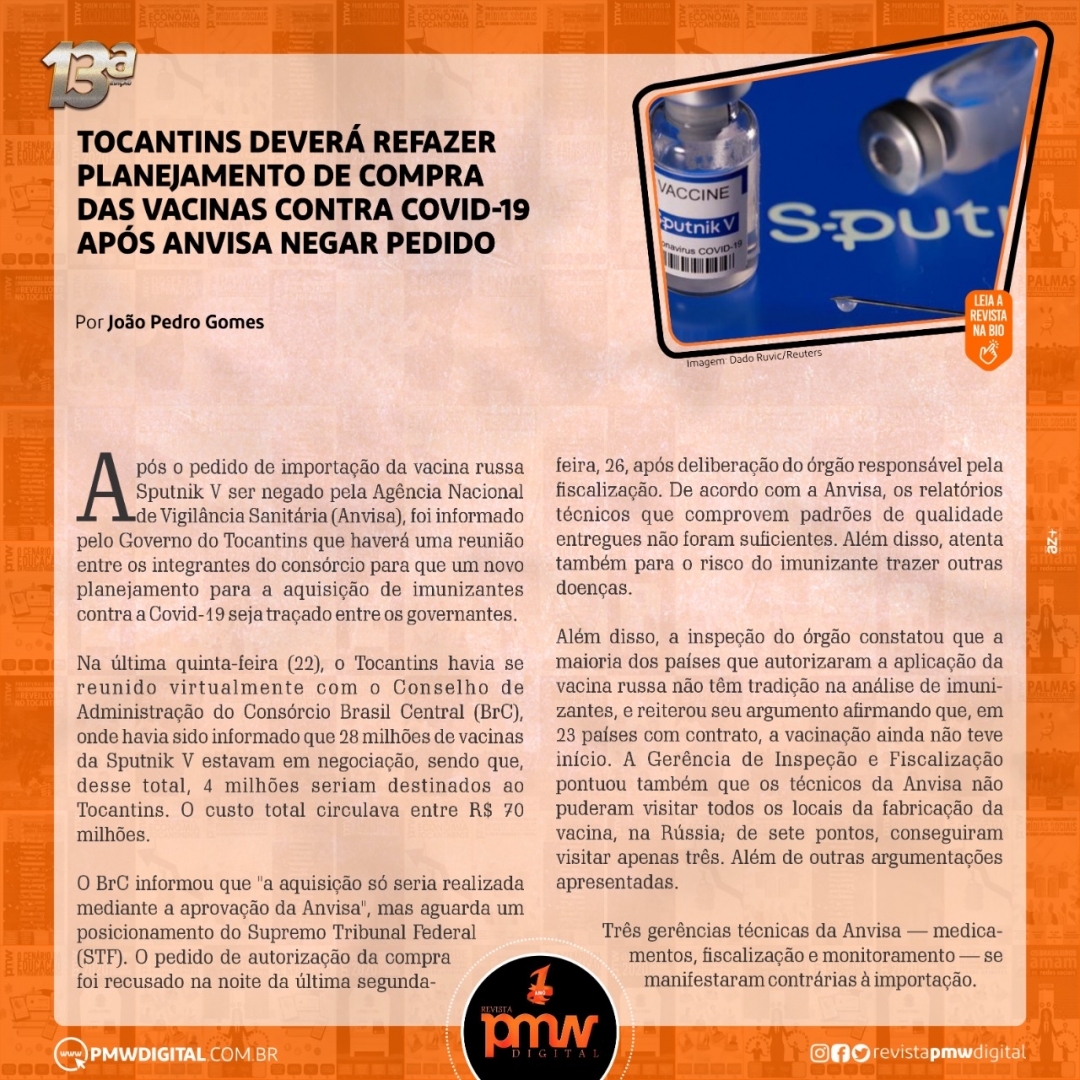 13ª
edição
TOCANTINS DEVERÁ REFAZER
PLANEJAMENTO DE COMPRA
DAS VACINAS CONTRA COVID-19
APÓS ANVISA NEGAR PEDIDO
Por João Pedro Gomes
VACCINE
Sputnik V
onavirus COVID-19
Sputn
LEIA A
REVISTA
NA BIO
Imagem: Dado Ruvic/Reuters
Após o pedido de importação da vacina russa
Sputnik V ser negado pela Agência Nacional
de Vigilância Sanitária (Anvisa), foi informado
pelo Governo do Tocantins que haverá uma reunião
entre os integrantes do consórcio para que um novo
planejamento para a aquisição de imunizantes
contra a Covid-19 seja traçado entre os governantes.
Na última quinta-feira (22), o Tocantins havia se
reunido virtualmente com o Conselho de
Administração do Consórcio Brasil Central (BrC),
onde havia sido informado que 28 milhões de vacinas
da Sputnik V estavam em negociação, sendo que,
desse total, 4 milhões seriam destinados ao
Tocantins. O custo total circulava entre R$ 70
milhões.
O BrC informou que "a aquisição só seria realizada
mediante a aprovação da Anvisa", mas aguarda um
posicionamento do Supremo Tribunal Federal
(STF). O pedido de autorização da compra
foi recusado na noite da última segunda-
feira, 26, após deliberação do órgão responsável pela
fiscalização. De acordo com a Anvisa, os relatórios
técnicos que comprovem padrões de qualidade
entregues não foram suficientes. Além disso, atenta
também para o risco do imunizante trazer outras
doenças.
Além disso, a inspeção do órgão constatou que a
maioria dos países que autorizaram a aplicação da
vacina russa não têm tradição na análise de imuni-
zantes, e reiterou seu argumento afirmando que, em
23 países com contrato, a vacinação ainda não teve
início. A Gerência de Inspeção e Fiscalização
pontuou também que os técnicos da Anvisa não
puderam visitar todos os locais da fabricação da
vacina, na Rússia; de sete pontos, conseguiram
visitar apenas três. Além de outras argumentações
apresentadas.
Três gerências técnicas da Anvisa — medica-
mentos, fiscalização e monitoramento — se
manifestaram contrárias à importação.
az+
1
ANO
REVISTA
pmw
DIGITAL
www
PMWDIGITAL.COM.BR
revistapmwdigital